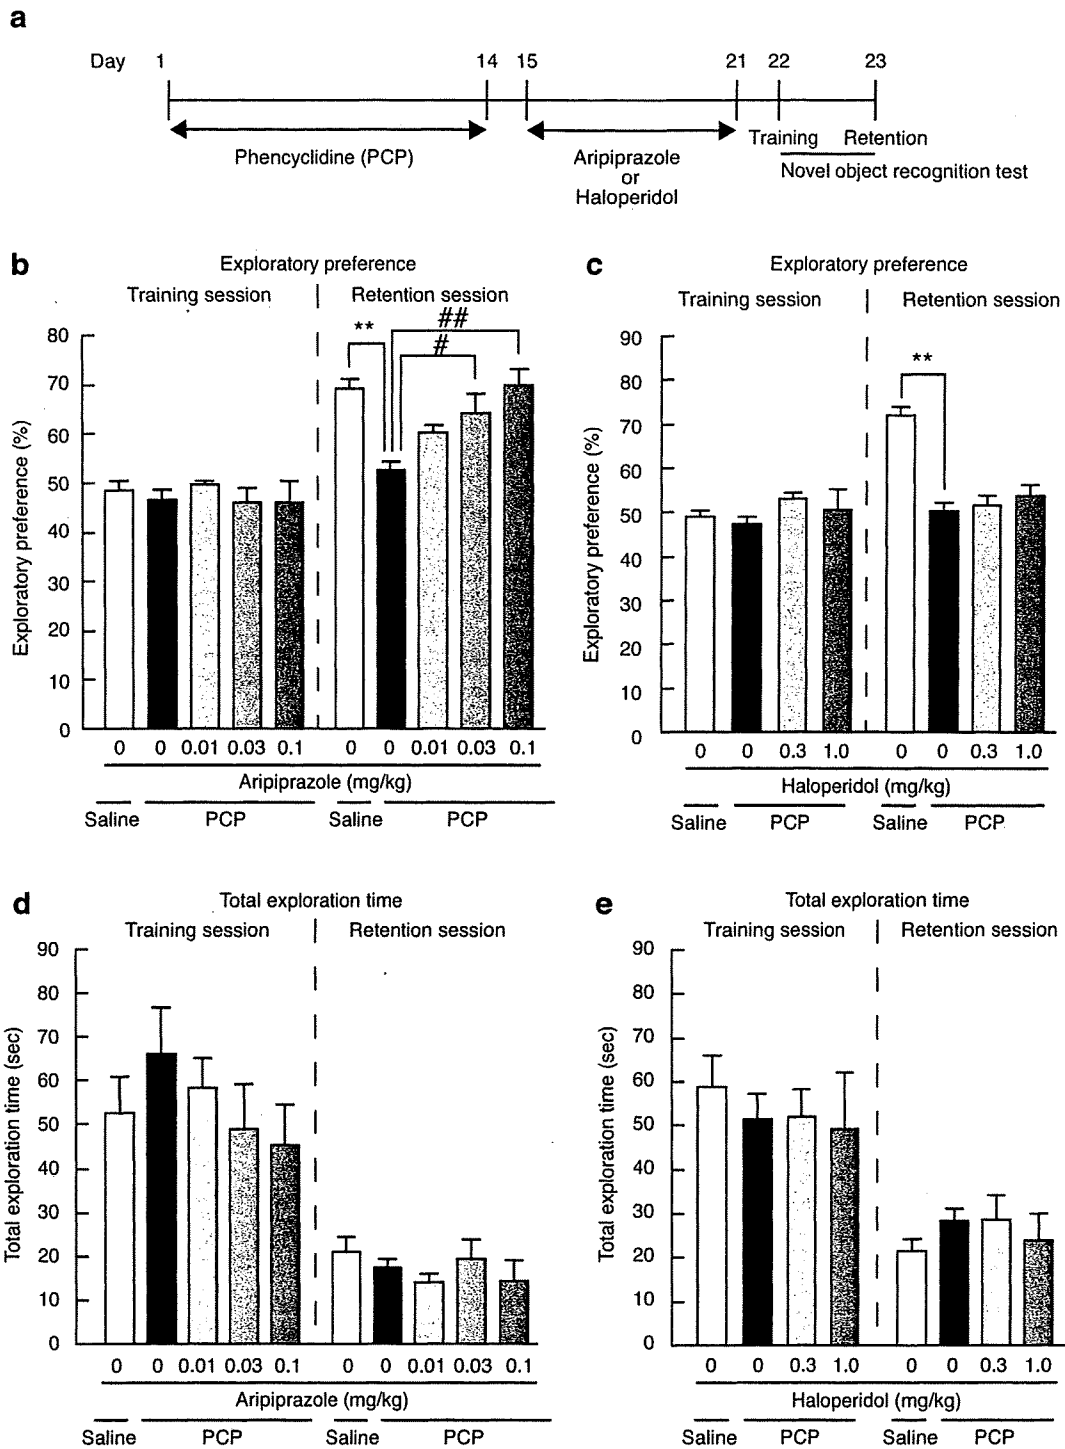 a
Day 1 14 15 21 22 23
Training Retention
Phencyclidine (PCP)
Aripiprazole
or
Haloperidol
Novel object recognition test
b
Exploratory preference
Training session Retention session
Exploratory preference (%)
80
70
60
50
40
30
20
10
0
** # ##
0 0 0.01 0.03 0.1 0 0 0.01 0.03 0.1
Aripiprazole (mg/kg)
Saline PCP Saline PCP
c
Exploratory preference
Training session Retention session
Exploratory preference (%)
90
80
70
60
50
40
30
20
10
0
**
0 0 0.3 1.0 0 0 0.3 1.0
Haloperidol (mg/kg)
Saline PCP Saline PCP
d
Total exploration time
Training session Retention session
Total exploration time (sec)
90
80
70
60
50
40
30
20
10
0
0 0 0.01 0.03 0.1 0 0 0.01 0.03 0.1
Aripiprazole (mg/kg)
Saline PCP Saline PCP
e
Total exploration time
Training session Retention session
Total exploration time (sec)
90
80
70
60
50
40
30
20
10
0
0 0 0.3 1.0 0 0 0.3 1.0
Haloperidol (mg/kg)
Saline PCP Saline PCP